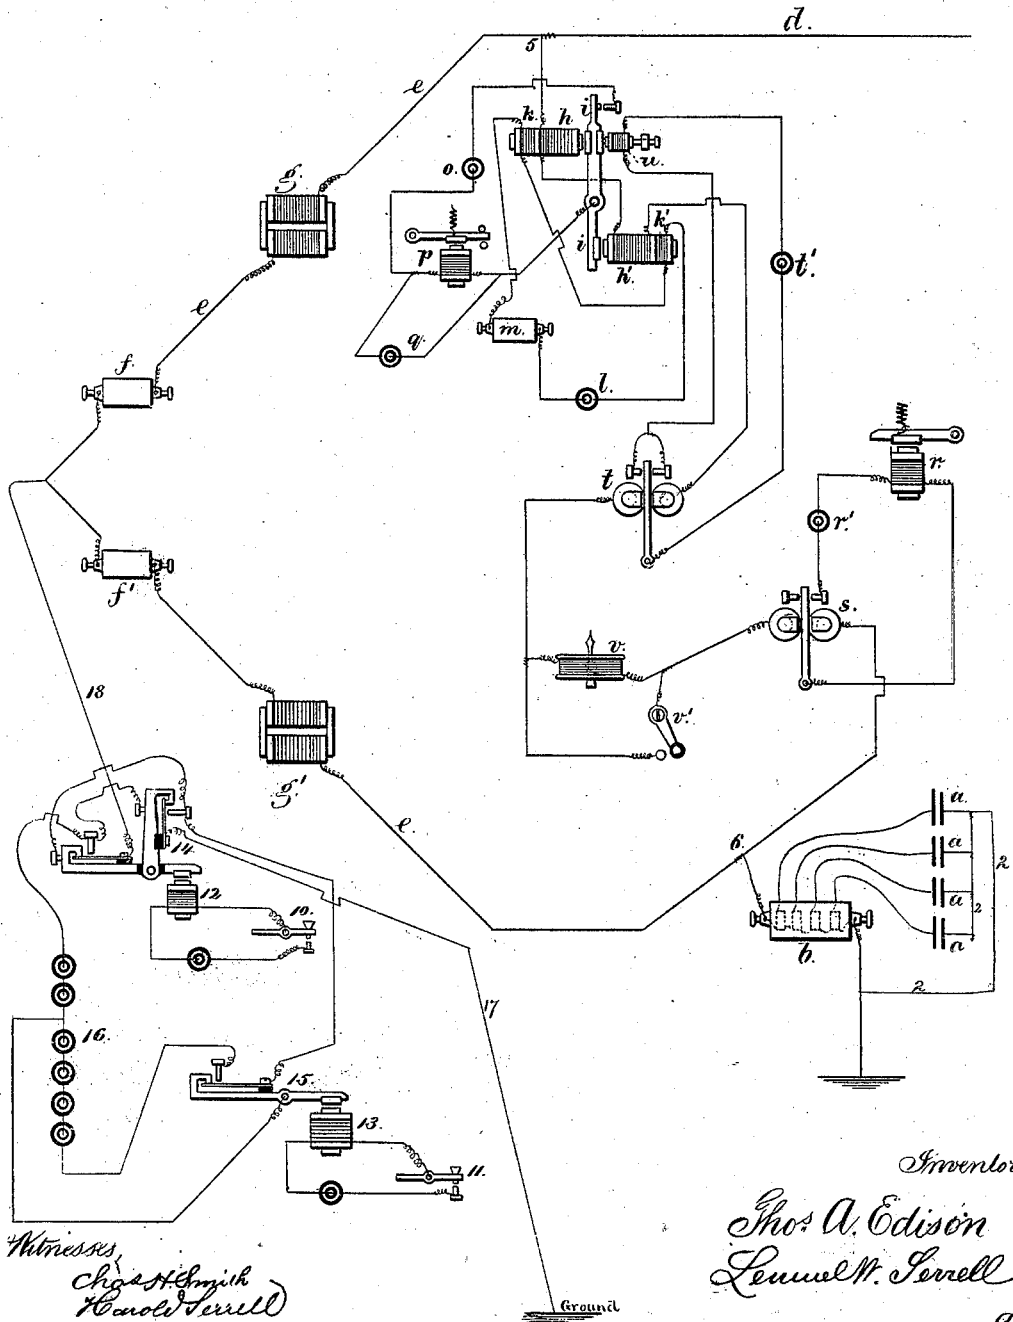 d.
5
e
k. h i
u.
g. o.
k'
i
p h'. t'.
e
m.
q.
f. l.
r.
t
r'.
f'
s.
v.
18 v'.
g'
e. a.
6. a 2
14 a 2
12 10. a
b.
2
17
16.
15.
13.
11.
Inventor
Thos. A. Edison
Witnesses,
Chas H. Smith
Lemuel W. Serrell
Harold Serrell
Ground